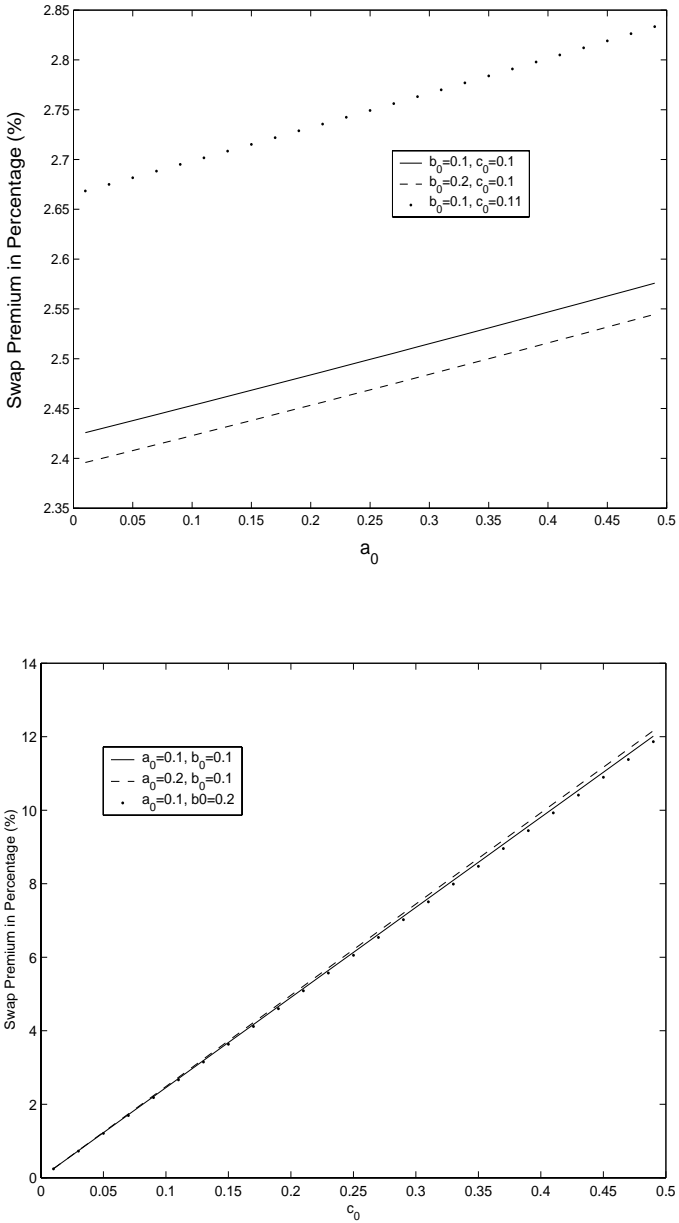 2.85
2.8
2.75
2.7
2.65
2.6
2.55
2.5
2.45
2.4
2.35
Swap Premium in Percentage (%)
b₀=0.1, c₀=0.1
b₀=0.2, c₀=0.1
b₀=0.1, c₀=0.11
0 0.05 0.1 0.15 0.2 0.25 0.3 0.35 0.4 0.45 0.5
a₀
14
12
10
8
6
4
2
0
Swap Premium in Percentage (%)
a₀=0.1, b₀=0.1
a₀=0.2, b₀=0.1
a₀=0.1, b0=0.2
0 0.05 0.1 0.15 0.2 0.25 0.3 0.35 0.4 0.45 0.5
c₀